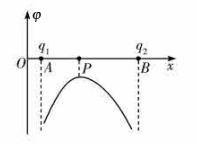 φ
q₁ q₂
O A P B x